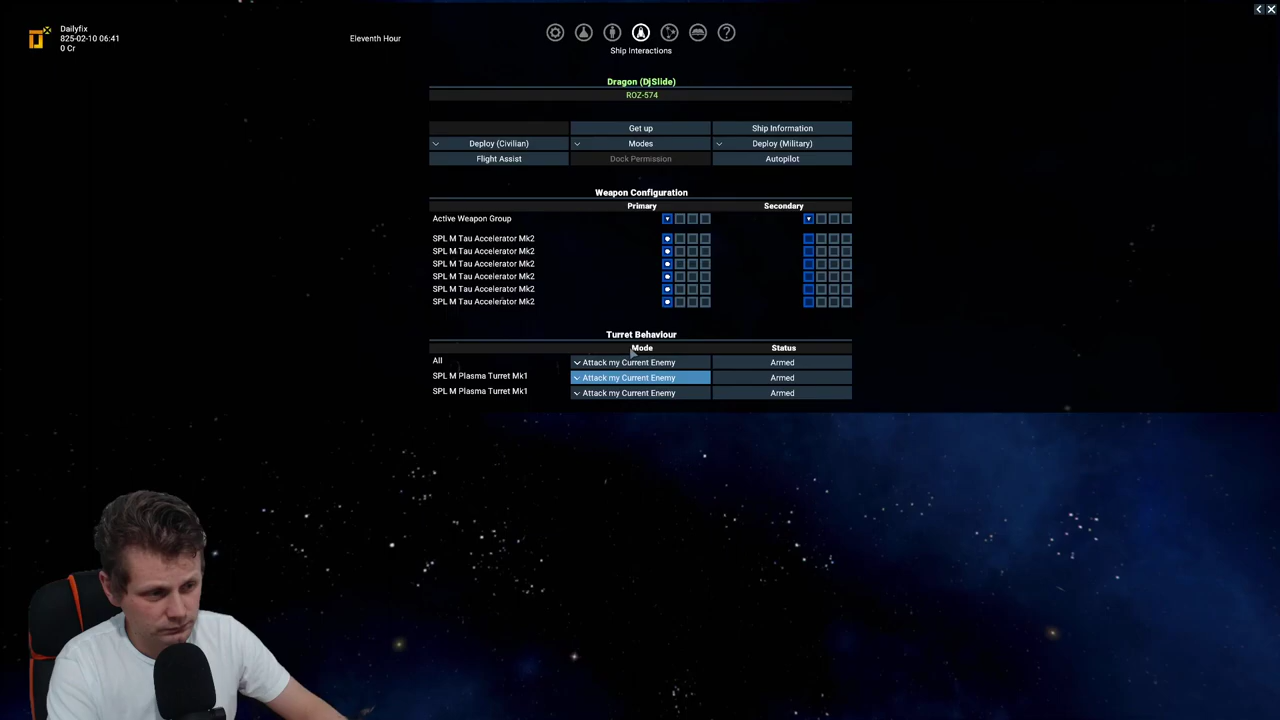 Dailyfix
825-02-10 06:41
0 Cr
Eleventh Hour
Ship Interactions
Dragon (DjSlide)
ROZ-574
Get up
Ship Information
Deploy (Civilian)
Modes
Deploy (Military)
Flight Assist
Dock Permission
Autopilot
Weapon Configuration
Primary
Secondary
Active Weapon Group
SPL M Tau Accelerator Mk2
SPL M Tau Accelerator Mk2
SPL M Tau Accelerator Mk2
SPL M Tau Accelerator Mk2
SPL M Tau Accelerator Mk2
SPL M Tau Accelerator Mk2
Turret Behaviour
Mode
Status
All
Attack my Current Enemy
Armed
SPL M Plasma Turret Mk1
Attack my Current Enemy
Armed
SPL M Plasma Turret Mk1
Attack my Current Enemy
Armed